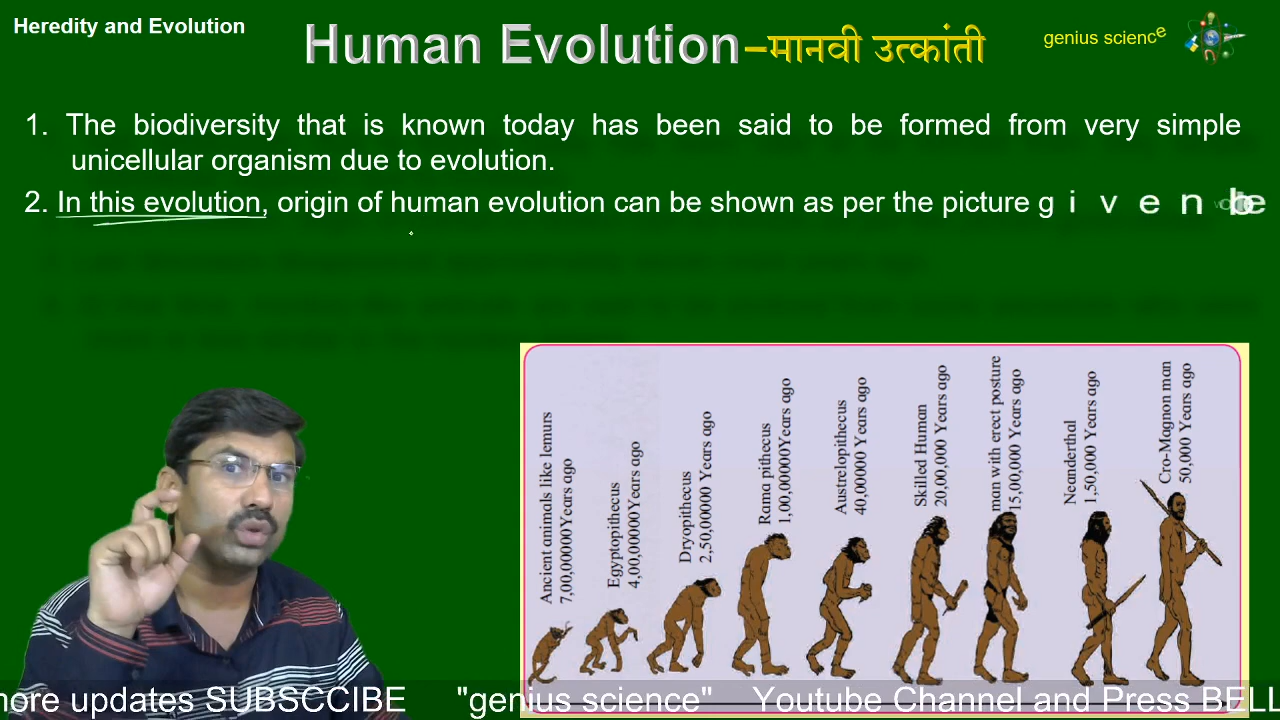 Heredity and Evolution
Human Evolution–मानवी उत्कांती
genius science
1. The biodiversity that is known today has been said to be formed from very simple
unicellular organism due to evolution.
2. In this evolution, origin of human evolution can be shown as per the picture given
Ancient animals like lemurs
7,00,00000Years ago
Egyptopithecus
4,00,00000Years ago
Dryopithecus
2,50,00000 Years ago
Rama pithecus
1,00,00000Years ago
Austrelopithecus
40,00000 Years ago
Skilled Human
20,00,000 Years ago
man with erect posture
15,00,000 Years ago
Neanderthal
1,50,000 Years ago
Cro-Magnon man
50,000 Years ago
more updates SUBSCCIBE "genius science" Youtube Channel and Press BELL